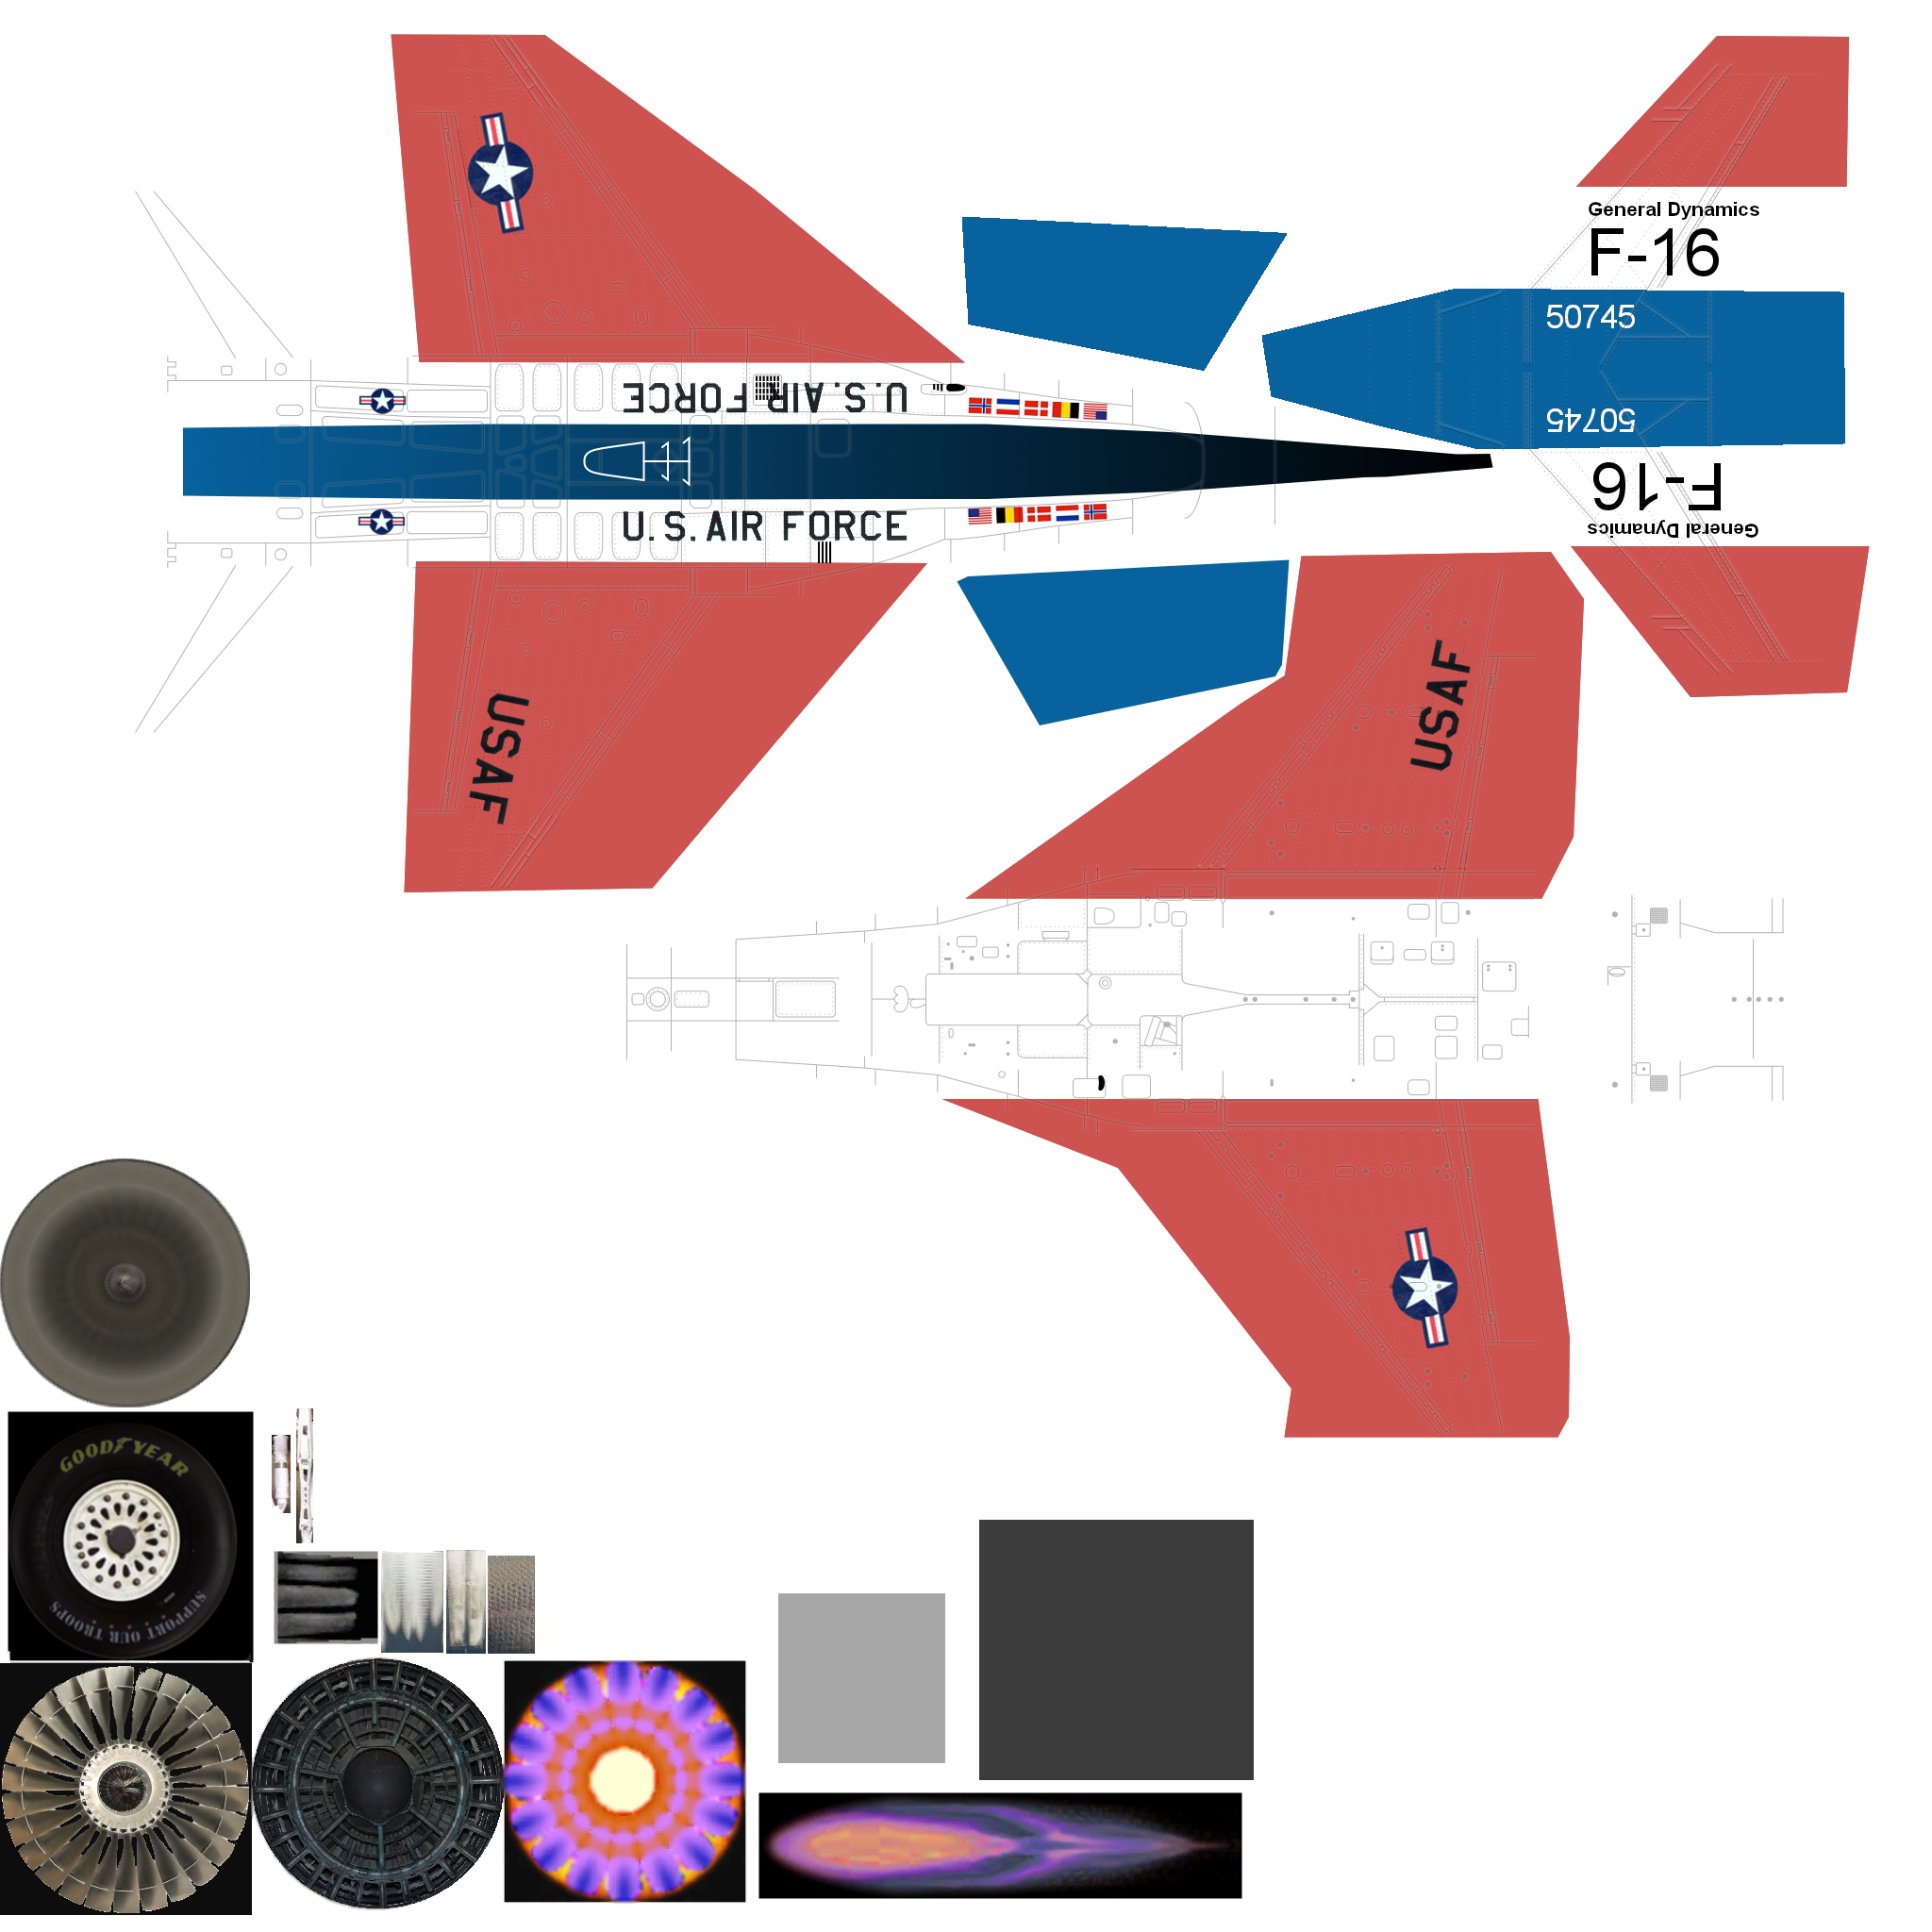 General Dynamics
F-16
50745
U.S.AIR FORCE
50745
F-16
General Dynamics
U.S.AIR FORCE
USAF
USAF
GOODYEAR
SUPPORT OUR TROOPS